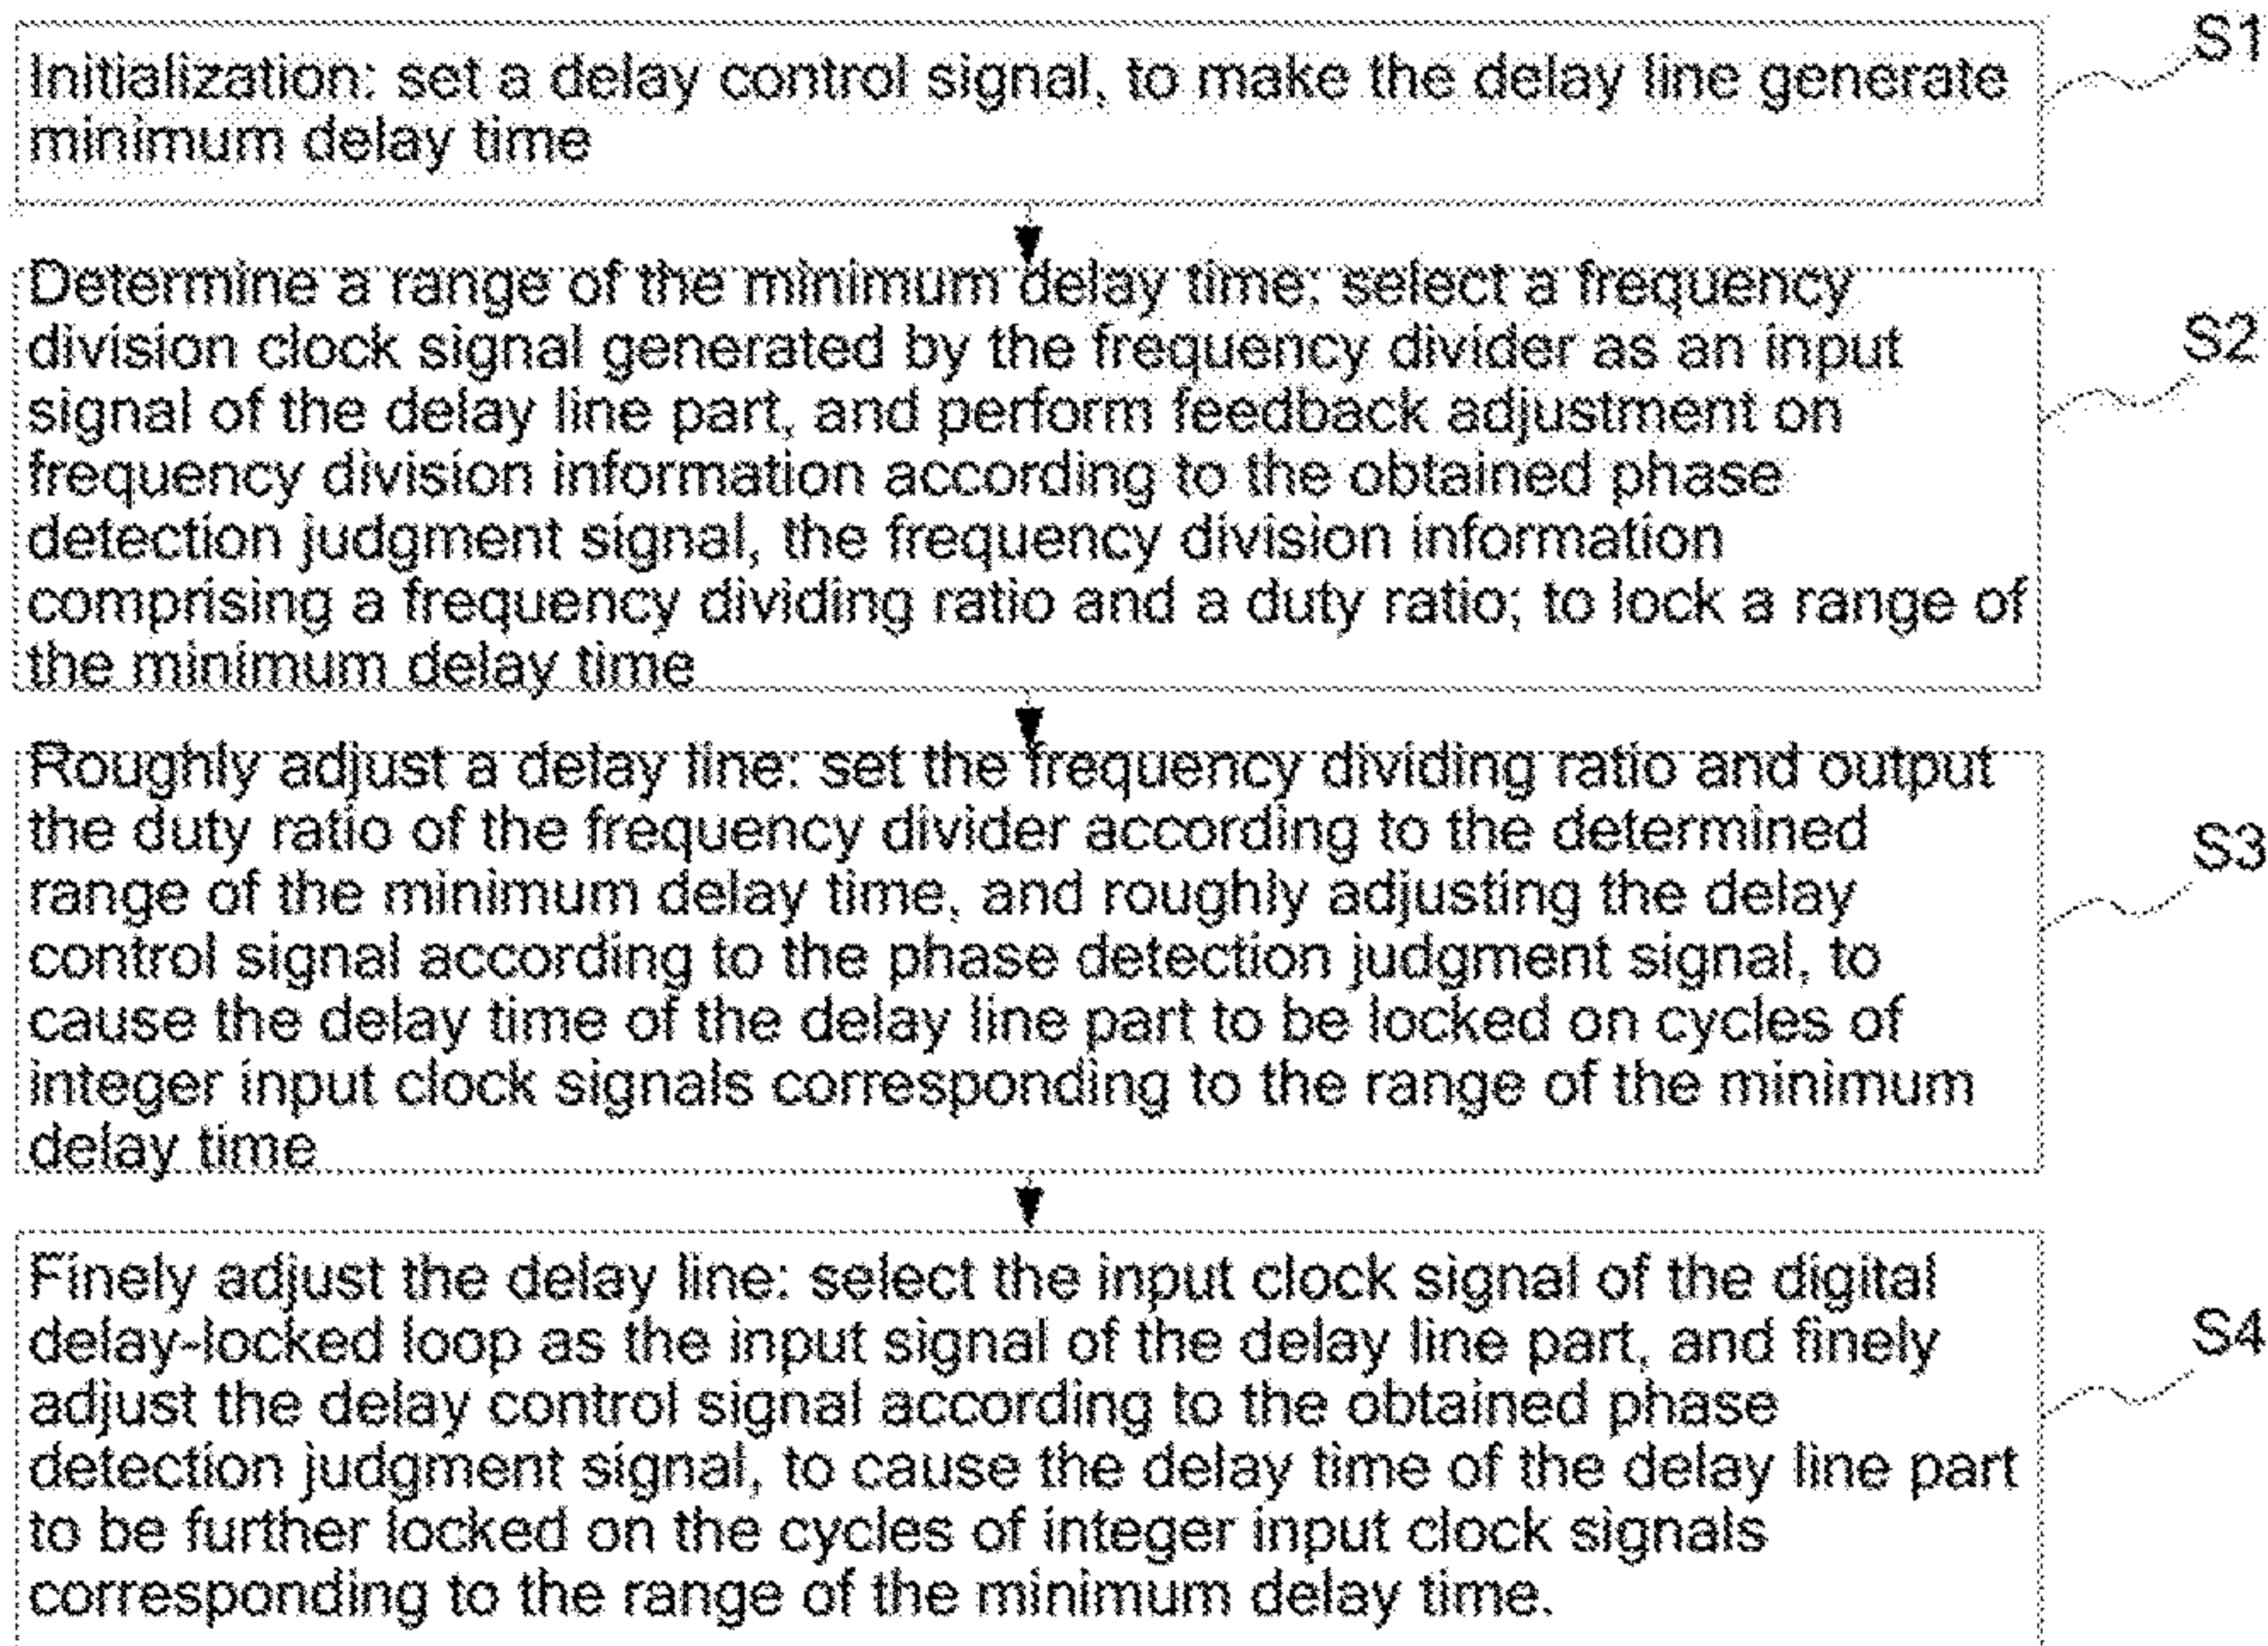 S1
Initialization: set a delay control signal, to make the delay line generate
minimum delay time
Determine a range of the minimum delay time: select a frequency
S2
division clock signal generated by the frequency divider as an input
signal of the delay line part, and perform feedback adjustment on
frequency division information according to the obtained phase
detection judgment signal, the frequency division information
comprising a frequency dividing ratio and a duty ratio; to lock a range of
the minimum delay time
Roughly adjust a delay line: set the frequency dividing ratio and output
the duty ratio of the frequency divider according to the determined
S3
range of the minimum delay time, and roughly adjusting the delay
control signal according to the phase detection judgment signal, to
cause the delay time of the delay line part to be locked on cycles of
integer input clock signals corresponding to the range of the minimum
delay time
Finely adjust the delay line: select the input clock signal of the digital
delay-locked loop as the input signal of the delay line part, and finely
S4
adjust the delay control signal according to the obtained phase
detection judgment signal, to cause the delay time of the delay line part
to be further locked on the cycles of integer input clock signals
corresponding to the range of the minimum delay time.